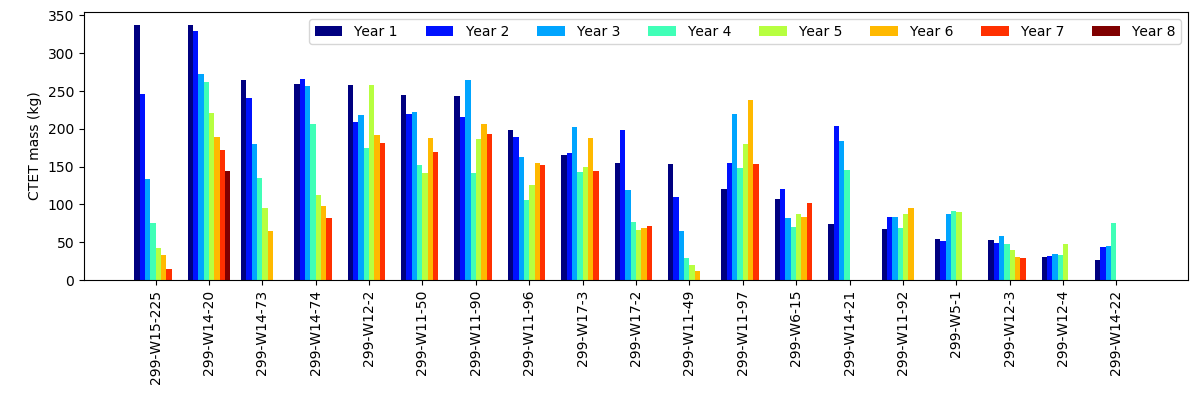 Year 1 Year 2 Year 3 Year 4 Year 5 Year 6 Year 7 Year 8
CTET mass (kg)
350
300
250
200
150
100
50
0
299-W15-225
299-W14-20
299-W14-73
299-W14-74
299-W12-2
299-W11-50
299-W11-90
299-W11-96
299-W17-3
299-W17-2
299-W11-49
299-W11-97
299-W6-15
299-W14-21
299-W11-92
299-W5-1
299-W12-3
299-W12-4
299-W14-22